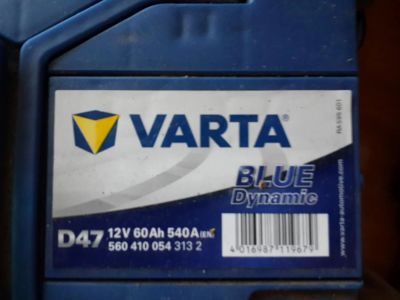 VARTA
BLUE
Dynamic
D47 12V 60Ah 540A (EN)
560 410 054 313 2
4 016987 119679
www.varta-automotive.com